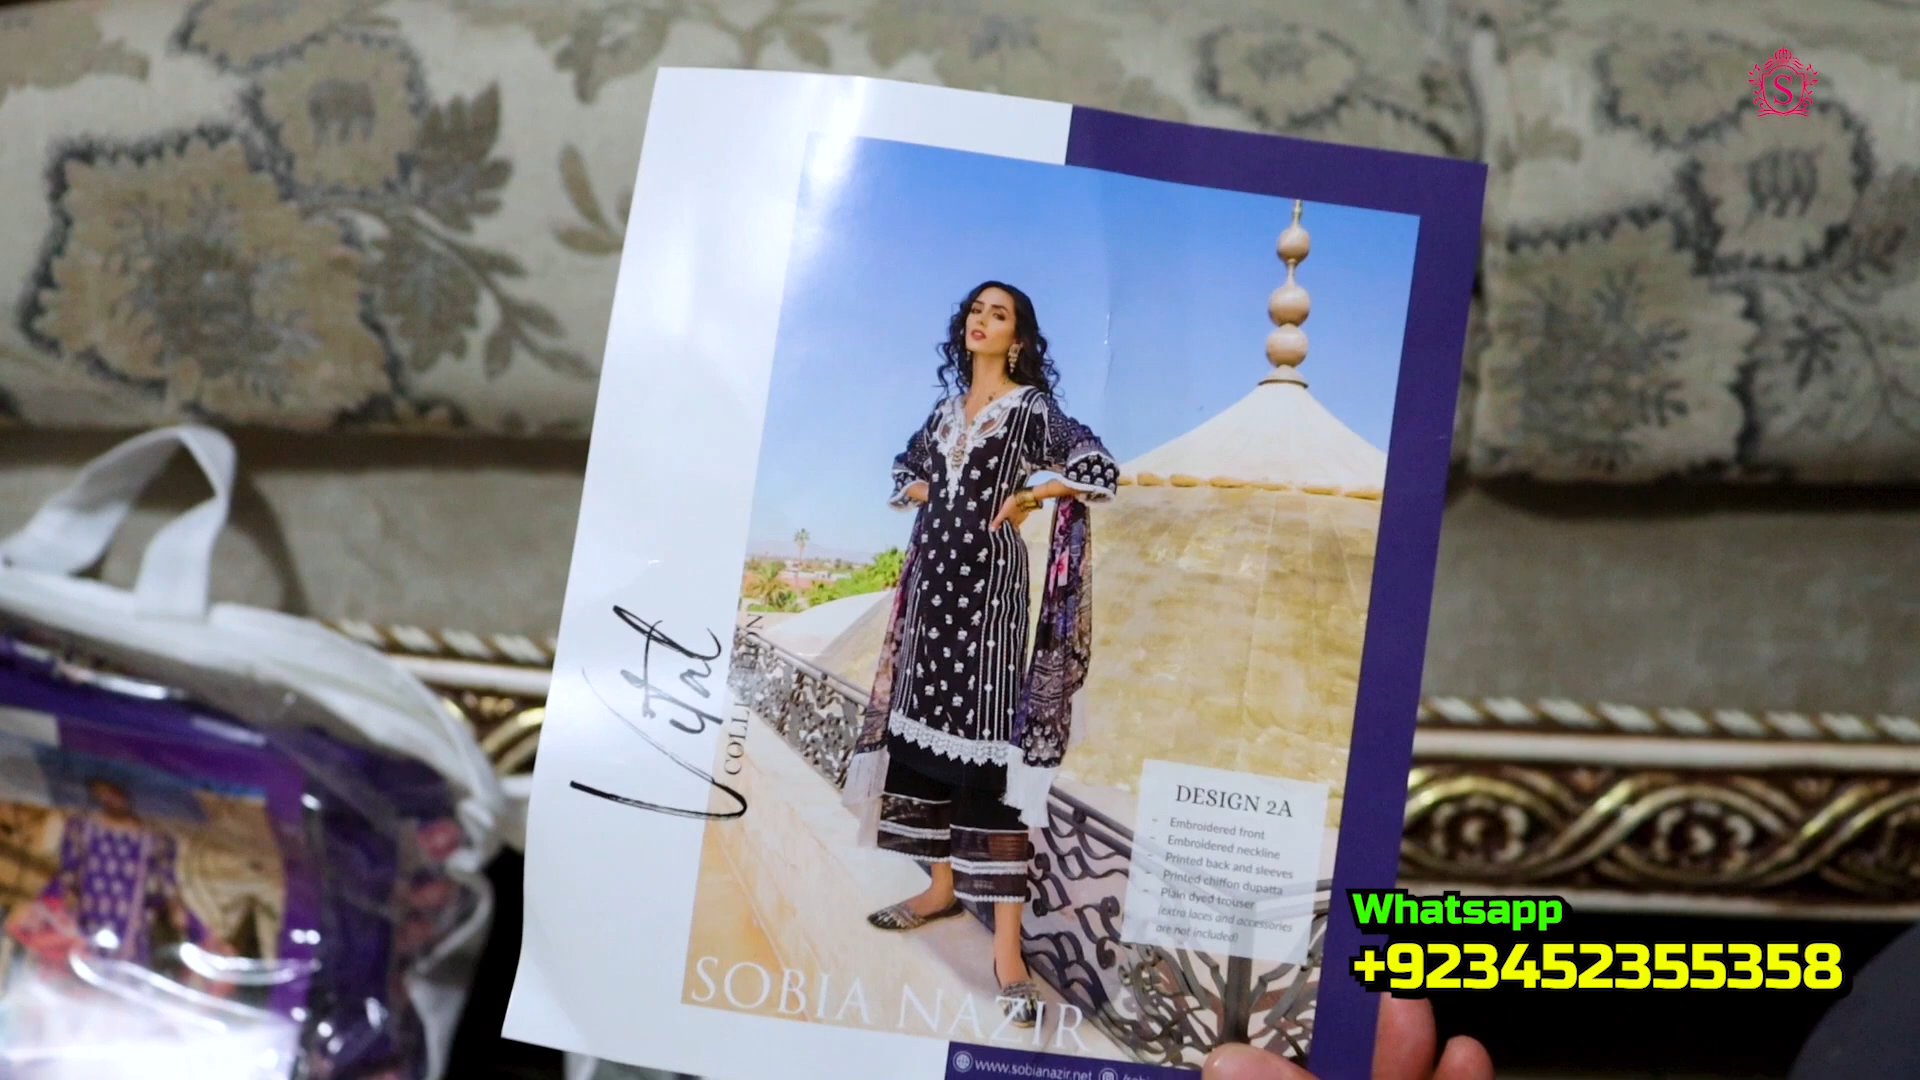 S
Vital
COLLECTION
DESIGN 2A
- Embroidered front
- Embroidered neckline
- Printed back and sleeves
- Printed chiffon dupatta
- Plain dyed trouser
(extra laces and accessories
are not included)
SOBIA NAZIR
www.sobianazir.net
Whatsapp
+923452355358